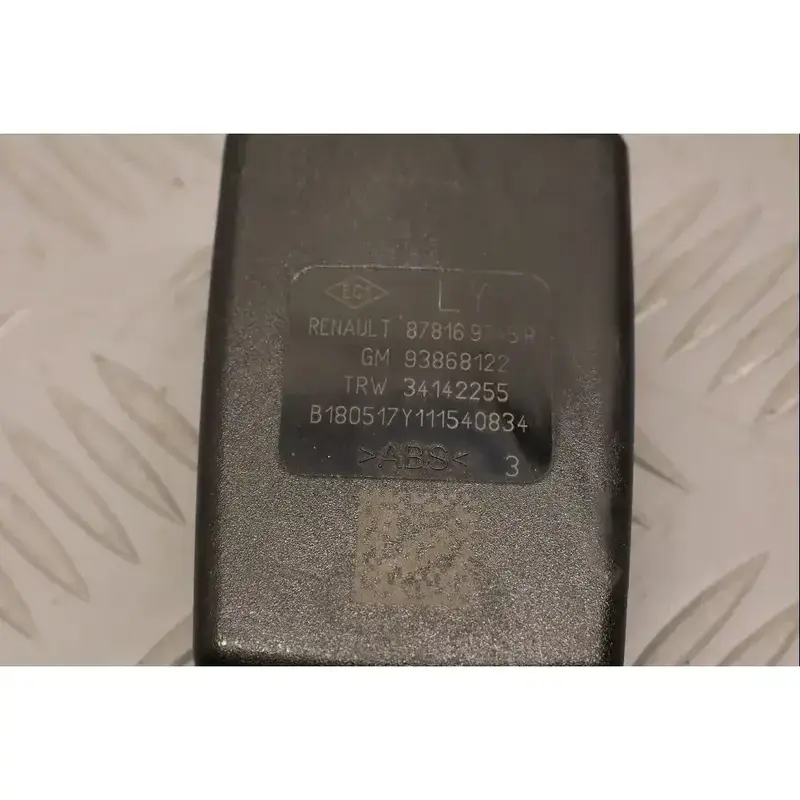 LY
RENAULT
GM 93868122
TRW 34142255
B180517Y111540834
>ABS< 3